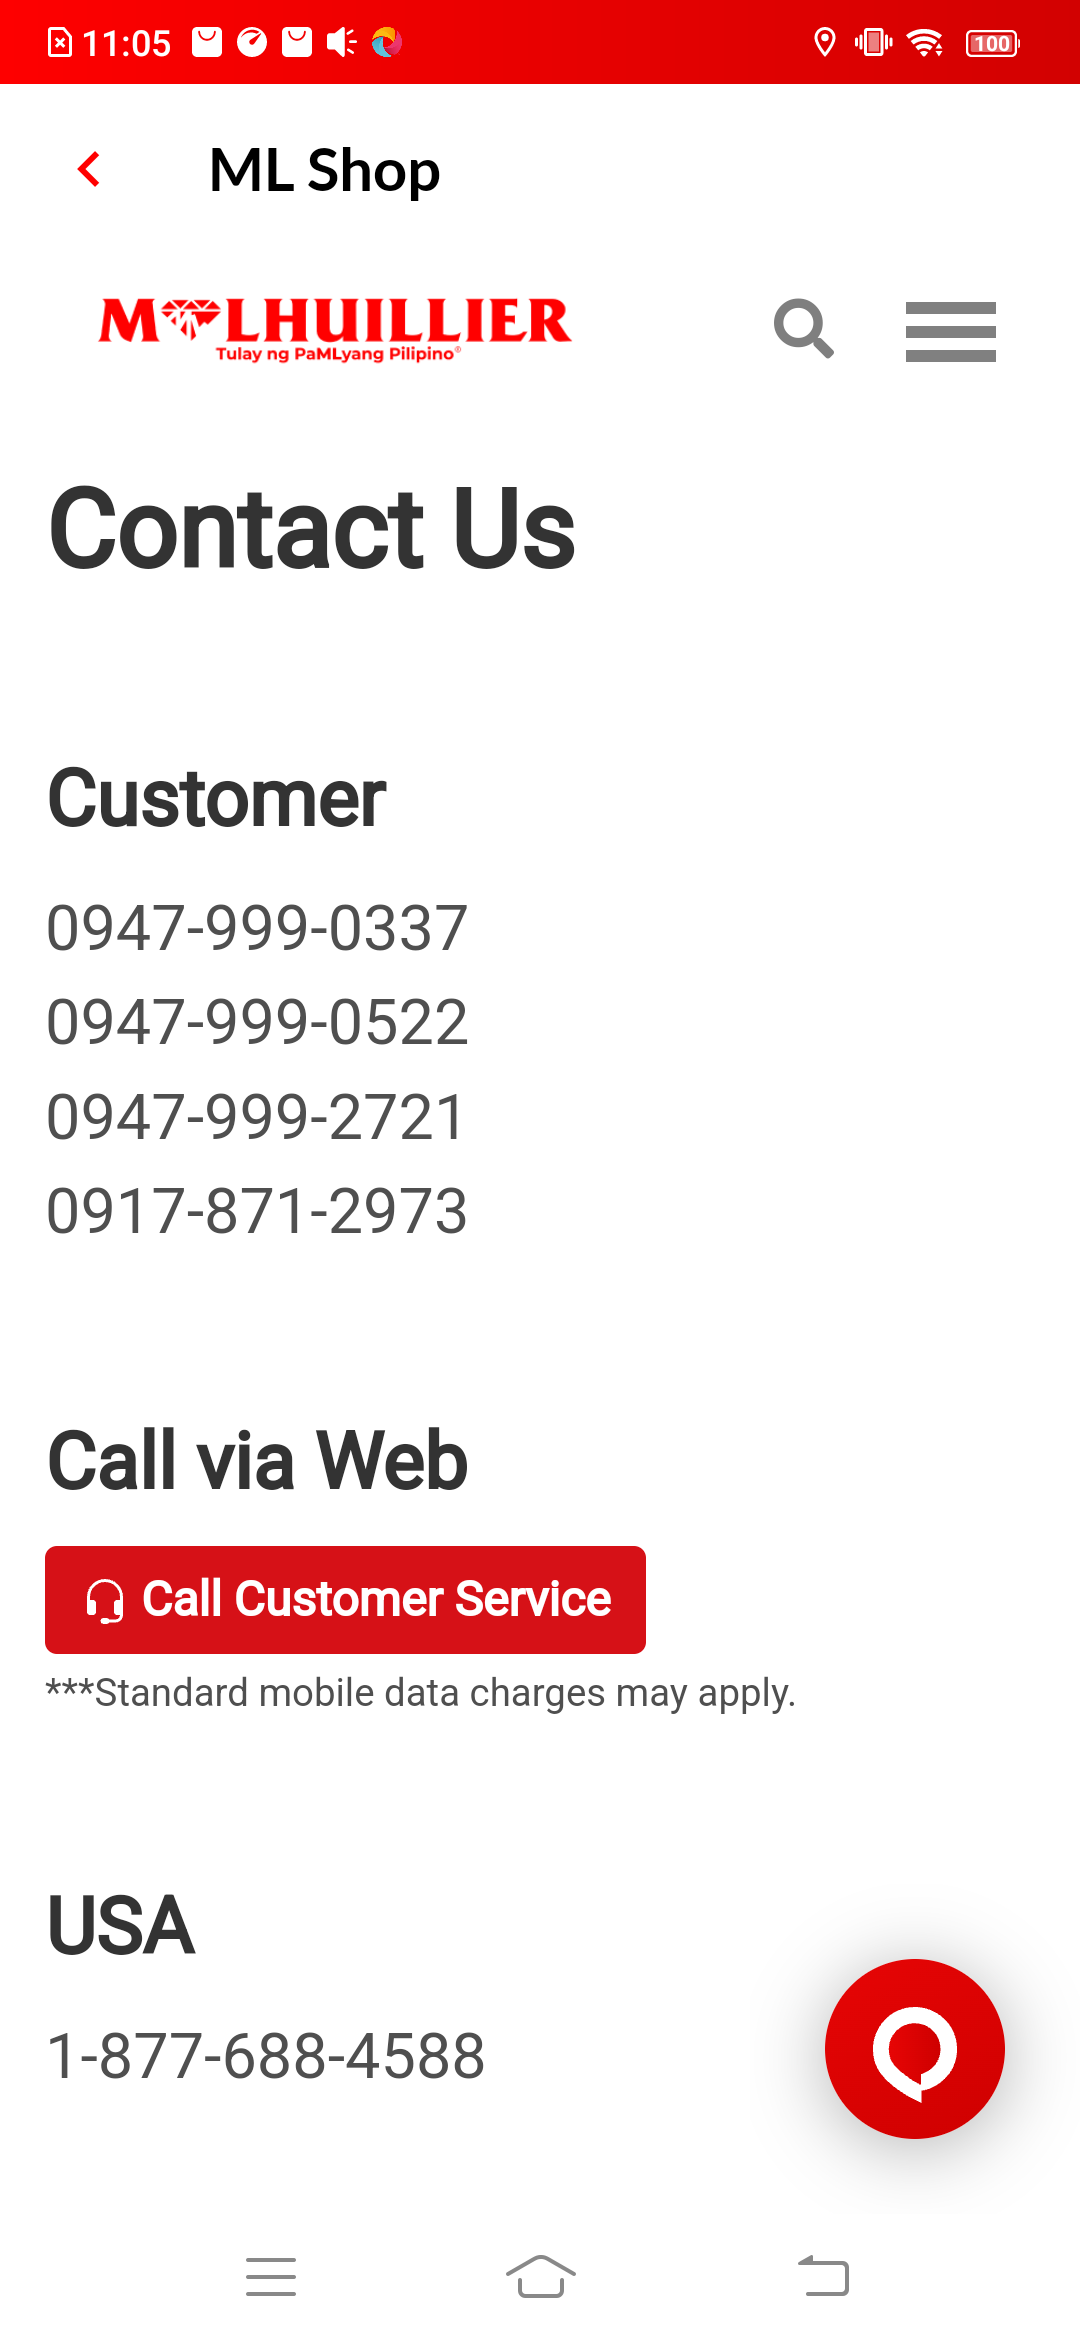 11:05
100
ML Shop
M LHUILLIER
Tulay ng PaMLyang Pilipino®
Contact Us
Customer
0947-999-0337
0947-999-0522
0947-999-2721
0917-871-2973
Call via Web
Call Customer Service
***Standard mobile data charges may apply.
USA
1-877-688-4588